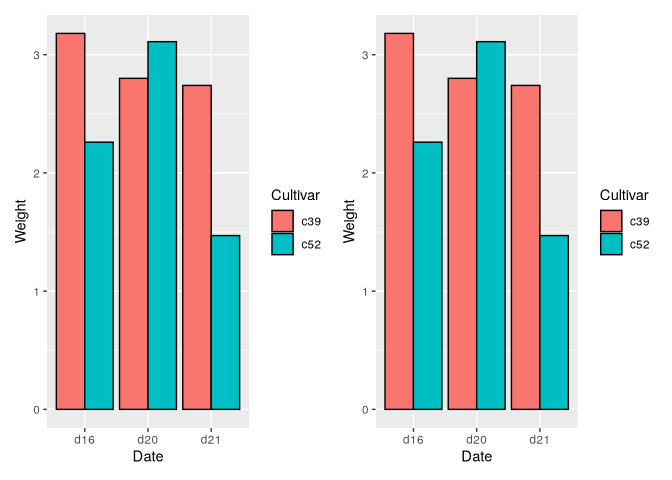 3
2
1
0
Weight
d16 d20 d21
Date
Cultivar
c39
c52
3
2
1
0
Weight
d16 d20 d21
Date
Cultivar
c39
c52